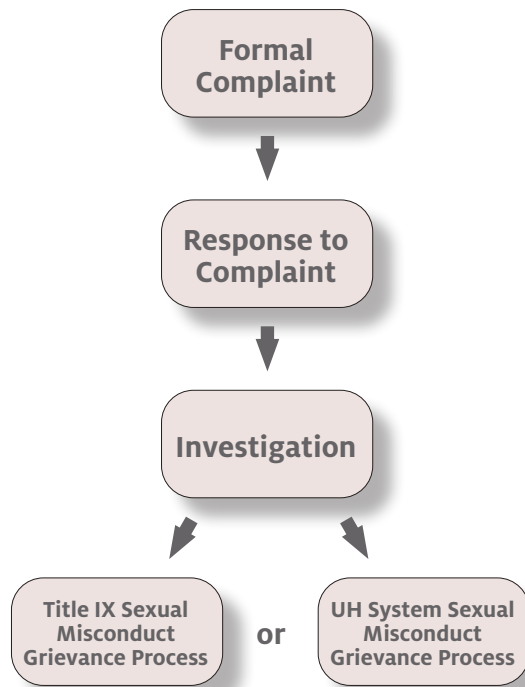 Formal
Complaint
Response to
Complaint
Investigation
Title IX Sexual
Misconduct
Grievance Process
or
UH System Sexual
Misconduct
Grievance Process